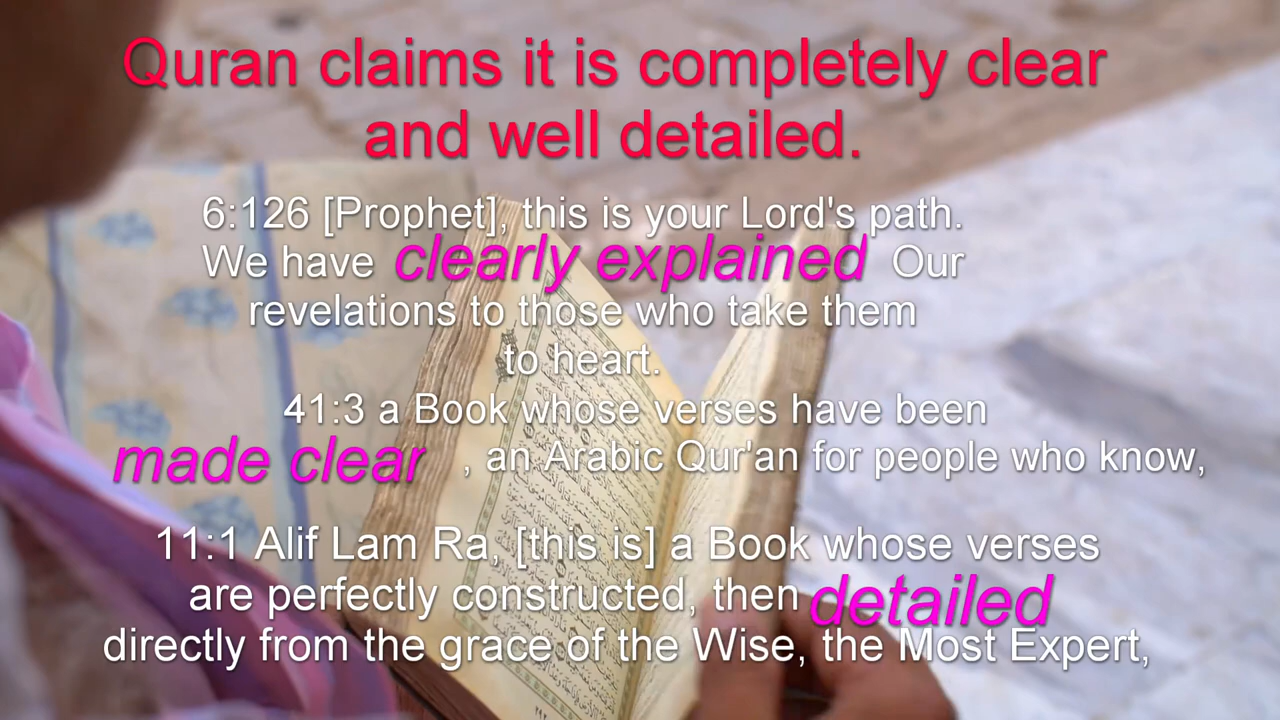 Quran claims it is completely clear
and well detailed.
6:126 [Prophet], this is your Lord's path.
We have clearly explained Our
revelations to those who take them
to heart.
41:3 a Book whose verses have been
made clear , an Arabic Qur'an for people who know,
11:1 Alif Lam Ra, [this is] a Book whose verses
are perfectly constructed, then detailed
directly from the grace of the Wise, the Most Expert,